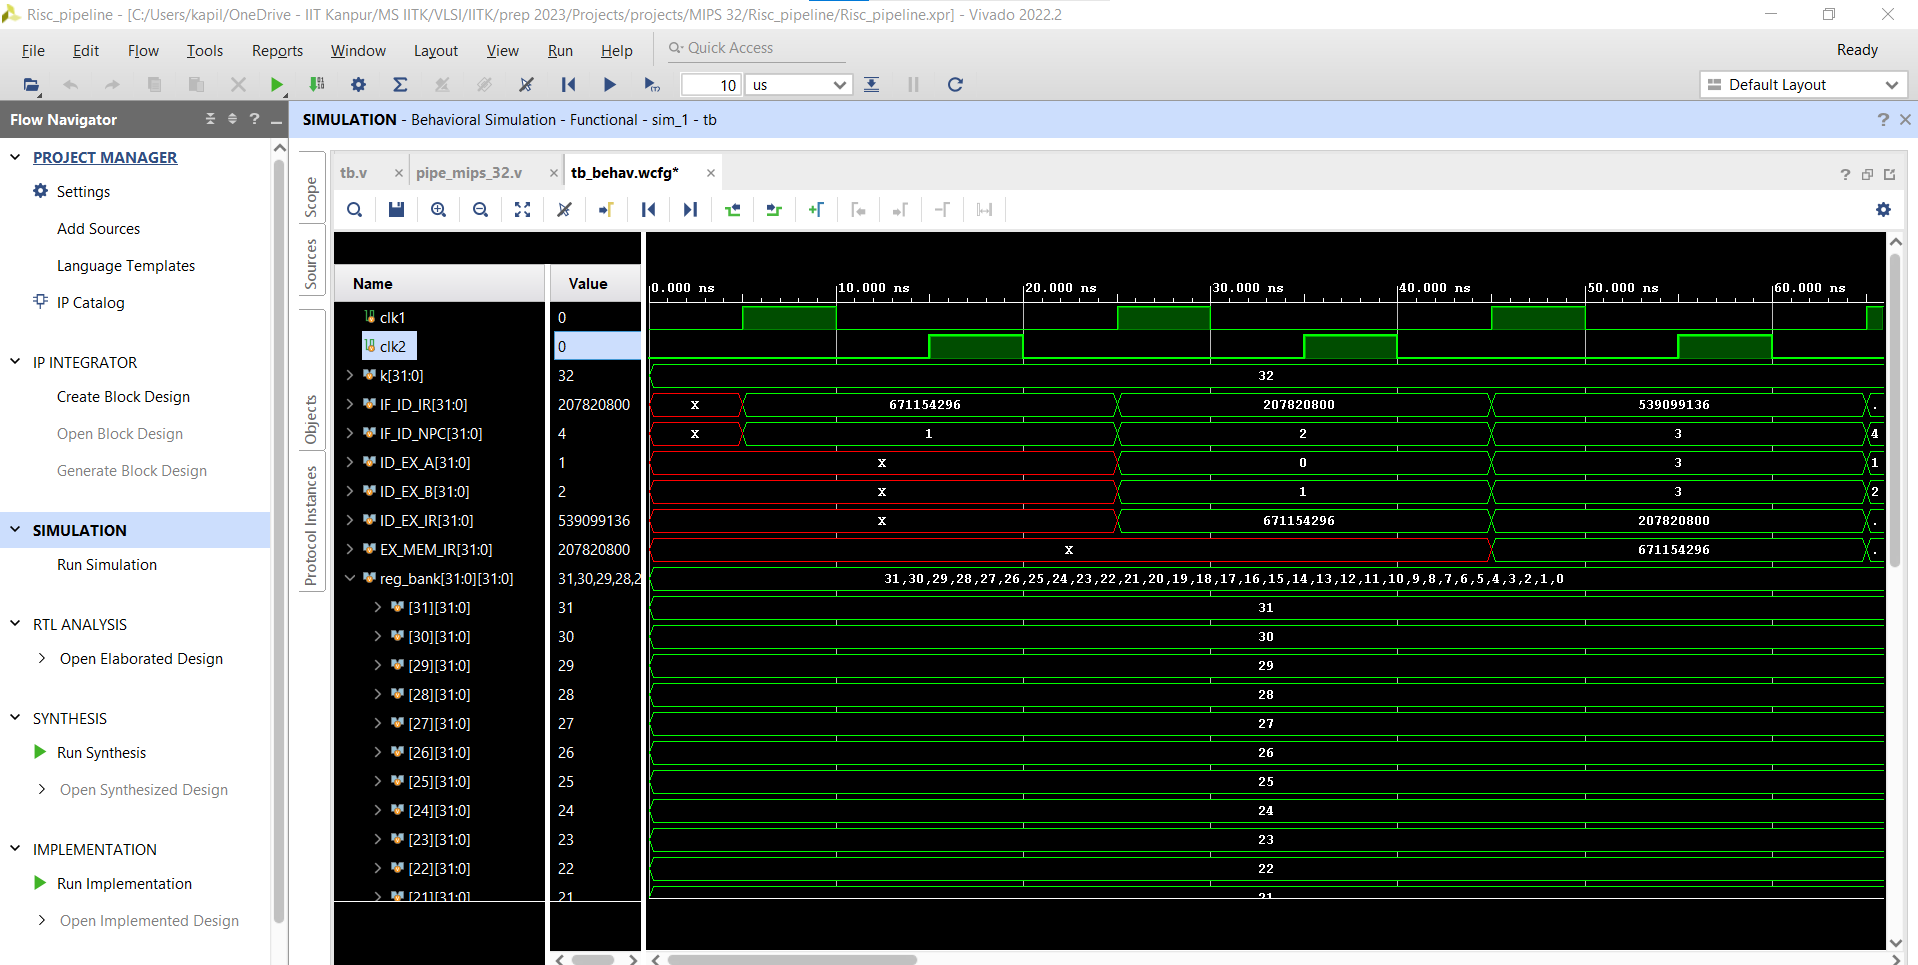 Risc_pipeline - [C:/Users/kapil/OneDrive - IIT Kanpur/MS IITK/VLSI/IITK/prep 2023/Projects/projects/MIPS 32/Risc_pipeline/Risc_pipeline.xpr] - Vivado 2022.2
File Edit Flow Tools Reports Window Layout View Run Help Quick Access Ready
10 us Default Layout
Flow Navigator
SIMULATION - Behavioral Simulation - Functional - sim_1 - tb
PROJECT MANAGER
Settings
Add Sources
Language Templates
IP Catalog
IP INTEGRATOR
Create Block Design
Open Block Design
Generate Block Design
SIMULATION
Run Simulation
RTL ANALYSIS
Open Elaborated Design
SYNTHESIS
Run Synthesis
Open Synthesized Design
IMPLEMENTATION
Run Implementation
Open Implemented Design
Scope
Sources
Objects
Protocol Instances
tb.v pipe_mips_32.v tb_behav.wcfg*
Name Value
0.000 ns 10.000 ns 20.000 ns 30.000 ns 40.000 ns 50.000 ns 60.000 ns
clk1 0
clk2 0
k[31:0] 32 32
IF_ID_IR[31:0] 207820800 X 671154296 207820800 539099136 .
IF_ID_NPC[31:0] 4 X 1 2 3 4
ID_EX_A[31:0] 1 X 0 3 1
ID_EX_B[31:0] 2 X 1 3 2
ID_EX_IR[31:0] 539099136 X 671154296 207820800 .
EX_MEM_IR[31:0] 207820800 X 671154296 .
reg_bank[31:0][31:0] 31,30,29,28,2 31,30,29,28,27,26,25,24,23,22,21,20,19,18,17,16,15,14,13,12,11,10,9,8,7,6,5,4,3,2,1,0
[31][31:0] 31 31
[30][31:0] 30 30
[29][31:0] 29 29
[28][31:0] 28 28
[27][31:0] 27 27
[26][31:0] 26 26
[25][31:0] 25 25
[24][31:0] 24 24
[23][31:0] 23 23
[22][31:0] 22 22
[21][31:0] 21 21